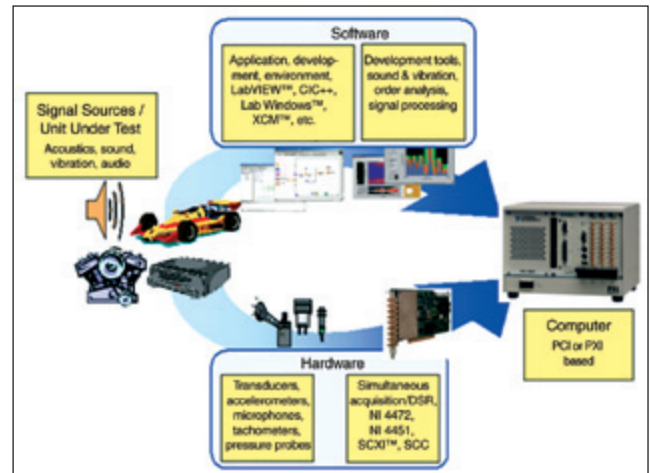 Software
Application, develop-
ment, environment,
LabVIEW™, CIC++,
Lab Windows™,
XCM™, etc.
Development tools,
sound & vibration,
order analysis,
signal processing
Signal Sources /
Unit Under Test
Acoustics, sound,
vibration, audio
Computer
PCI or PXI
based
Hardware
Transducers,
accelerometers,
microphones,
tachometers,
pressure probes
Simultaneous
acquisition/DSR,
NI 4472,
NI 4451,
SCXI™, SCC